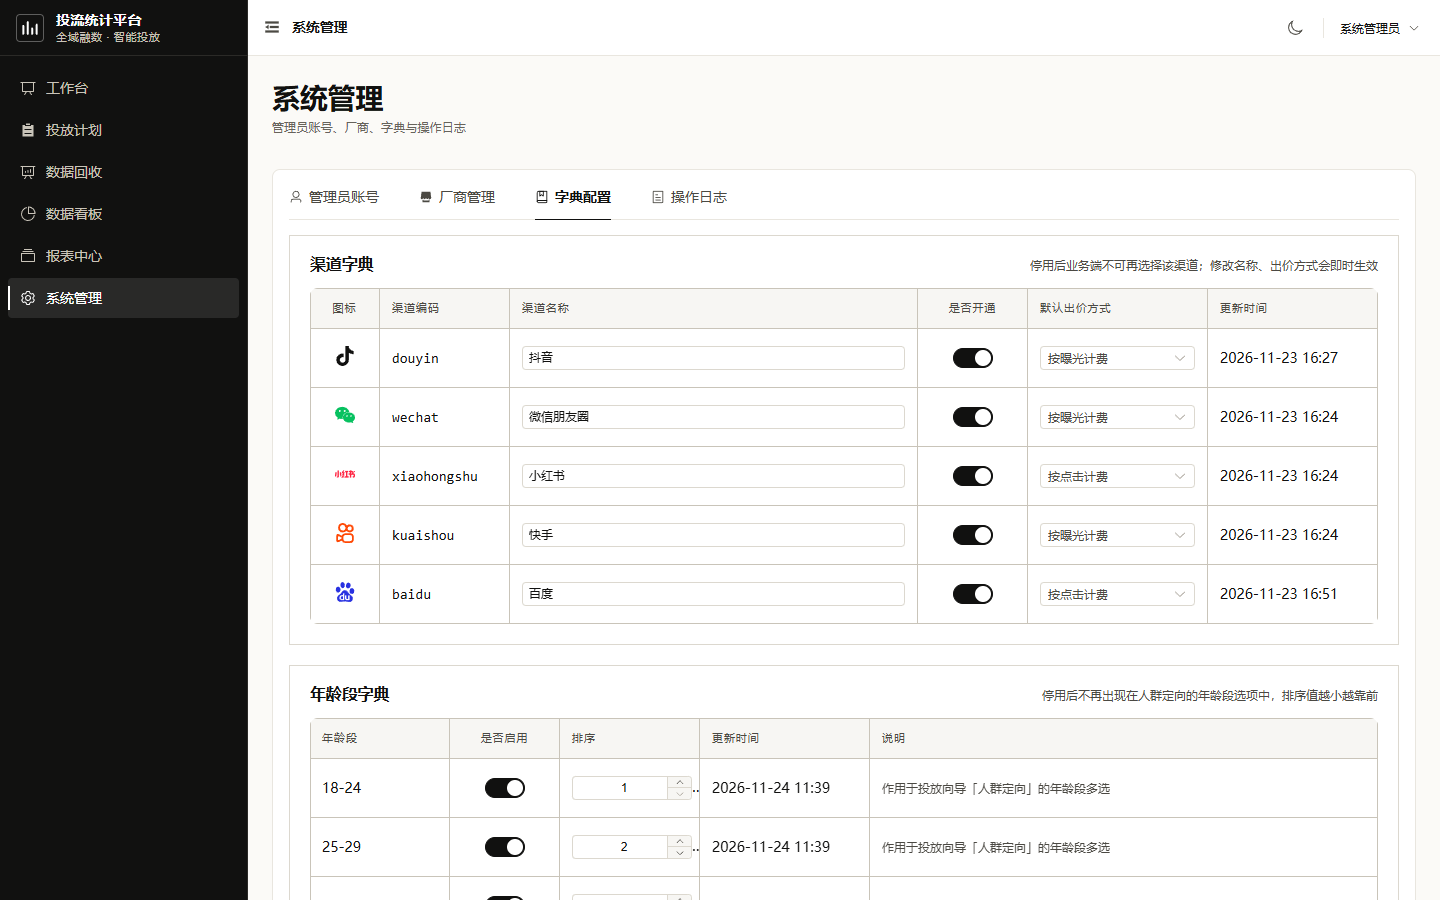 投流统计平台
全域融数 · 智能投放
工作台
投放计划
数据回收
数据看板
报表中心
系统管理
系统管理
系统管理员
系统管理
管理员账号、厂商、字典与操作日志
管理员账号 厂商管理 字典配置 操作日志
渠道字典
停用后业务端不可再选择该渠道；修改名称、出价方式会即时生效
图标 渠道编码 渠道名称 是否开通 默认出价方式 更新时间
douyin 抖音 按曝光计费 2026-11-23 16:27
wechat 微信朋友圈 按曝光计费 2026-11-23 16:24
小红书 xiaohongshu 小红书 按点击计费 2026-11-23 16:24
kuaishou 快手 按曝光计费 2026-11-23 16:24
du baidu 百度 按点击计费 2026-11-23 16:51
年龄段字典
停用后不再出现在人群定向的年龄段选项中，排序值越小越靠前
年龄段 是否启用 排序 更新时间 说明
18-24 1 .. 2026-11-24 11:39 作用于投放向导「人群定向」的年龄段多选
25-29 2 .. 2026-11-24 11:39 作用于投放向导「人群定向」的年龄段多选